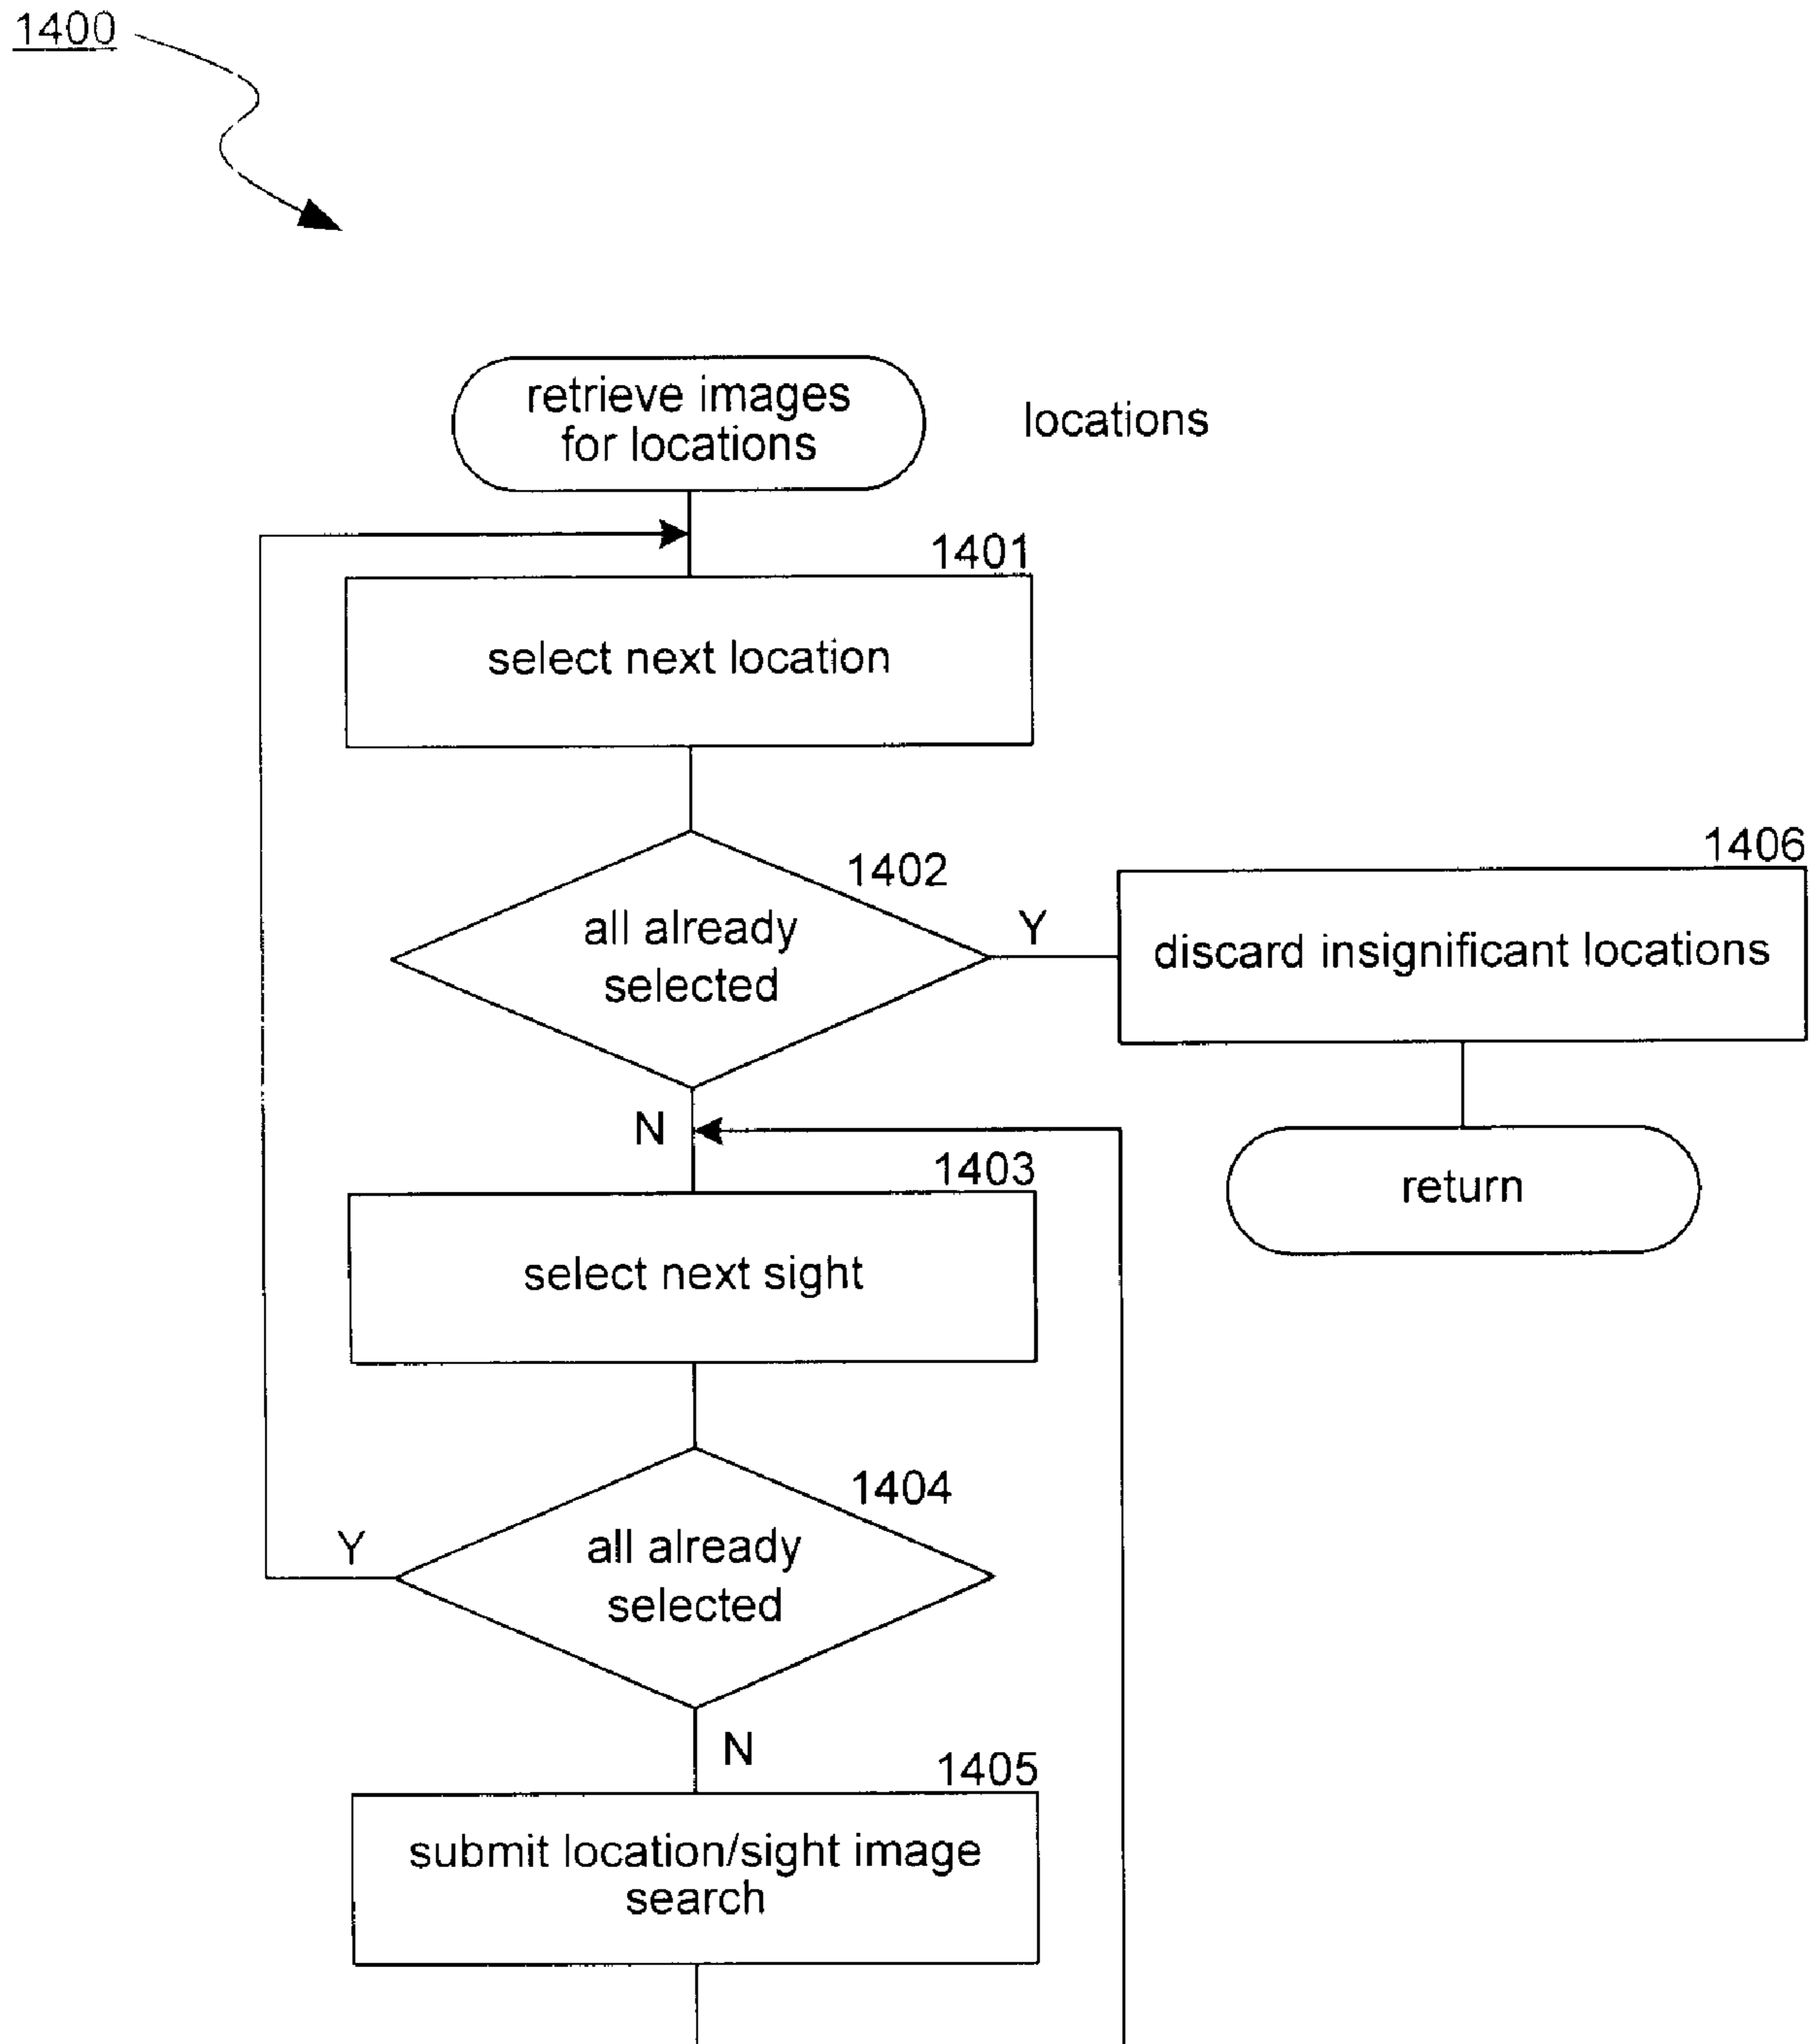 1400
retrieve images
for locations
locations
1401
select next location
1402
all already
selected
Y
1406
discard insignificant locations
N
return
1403
select next sight
1404
all already
selected
Y
N
1405
submit location/sight image
search